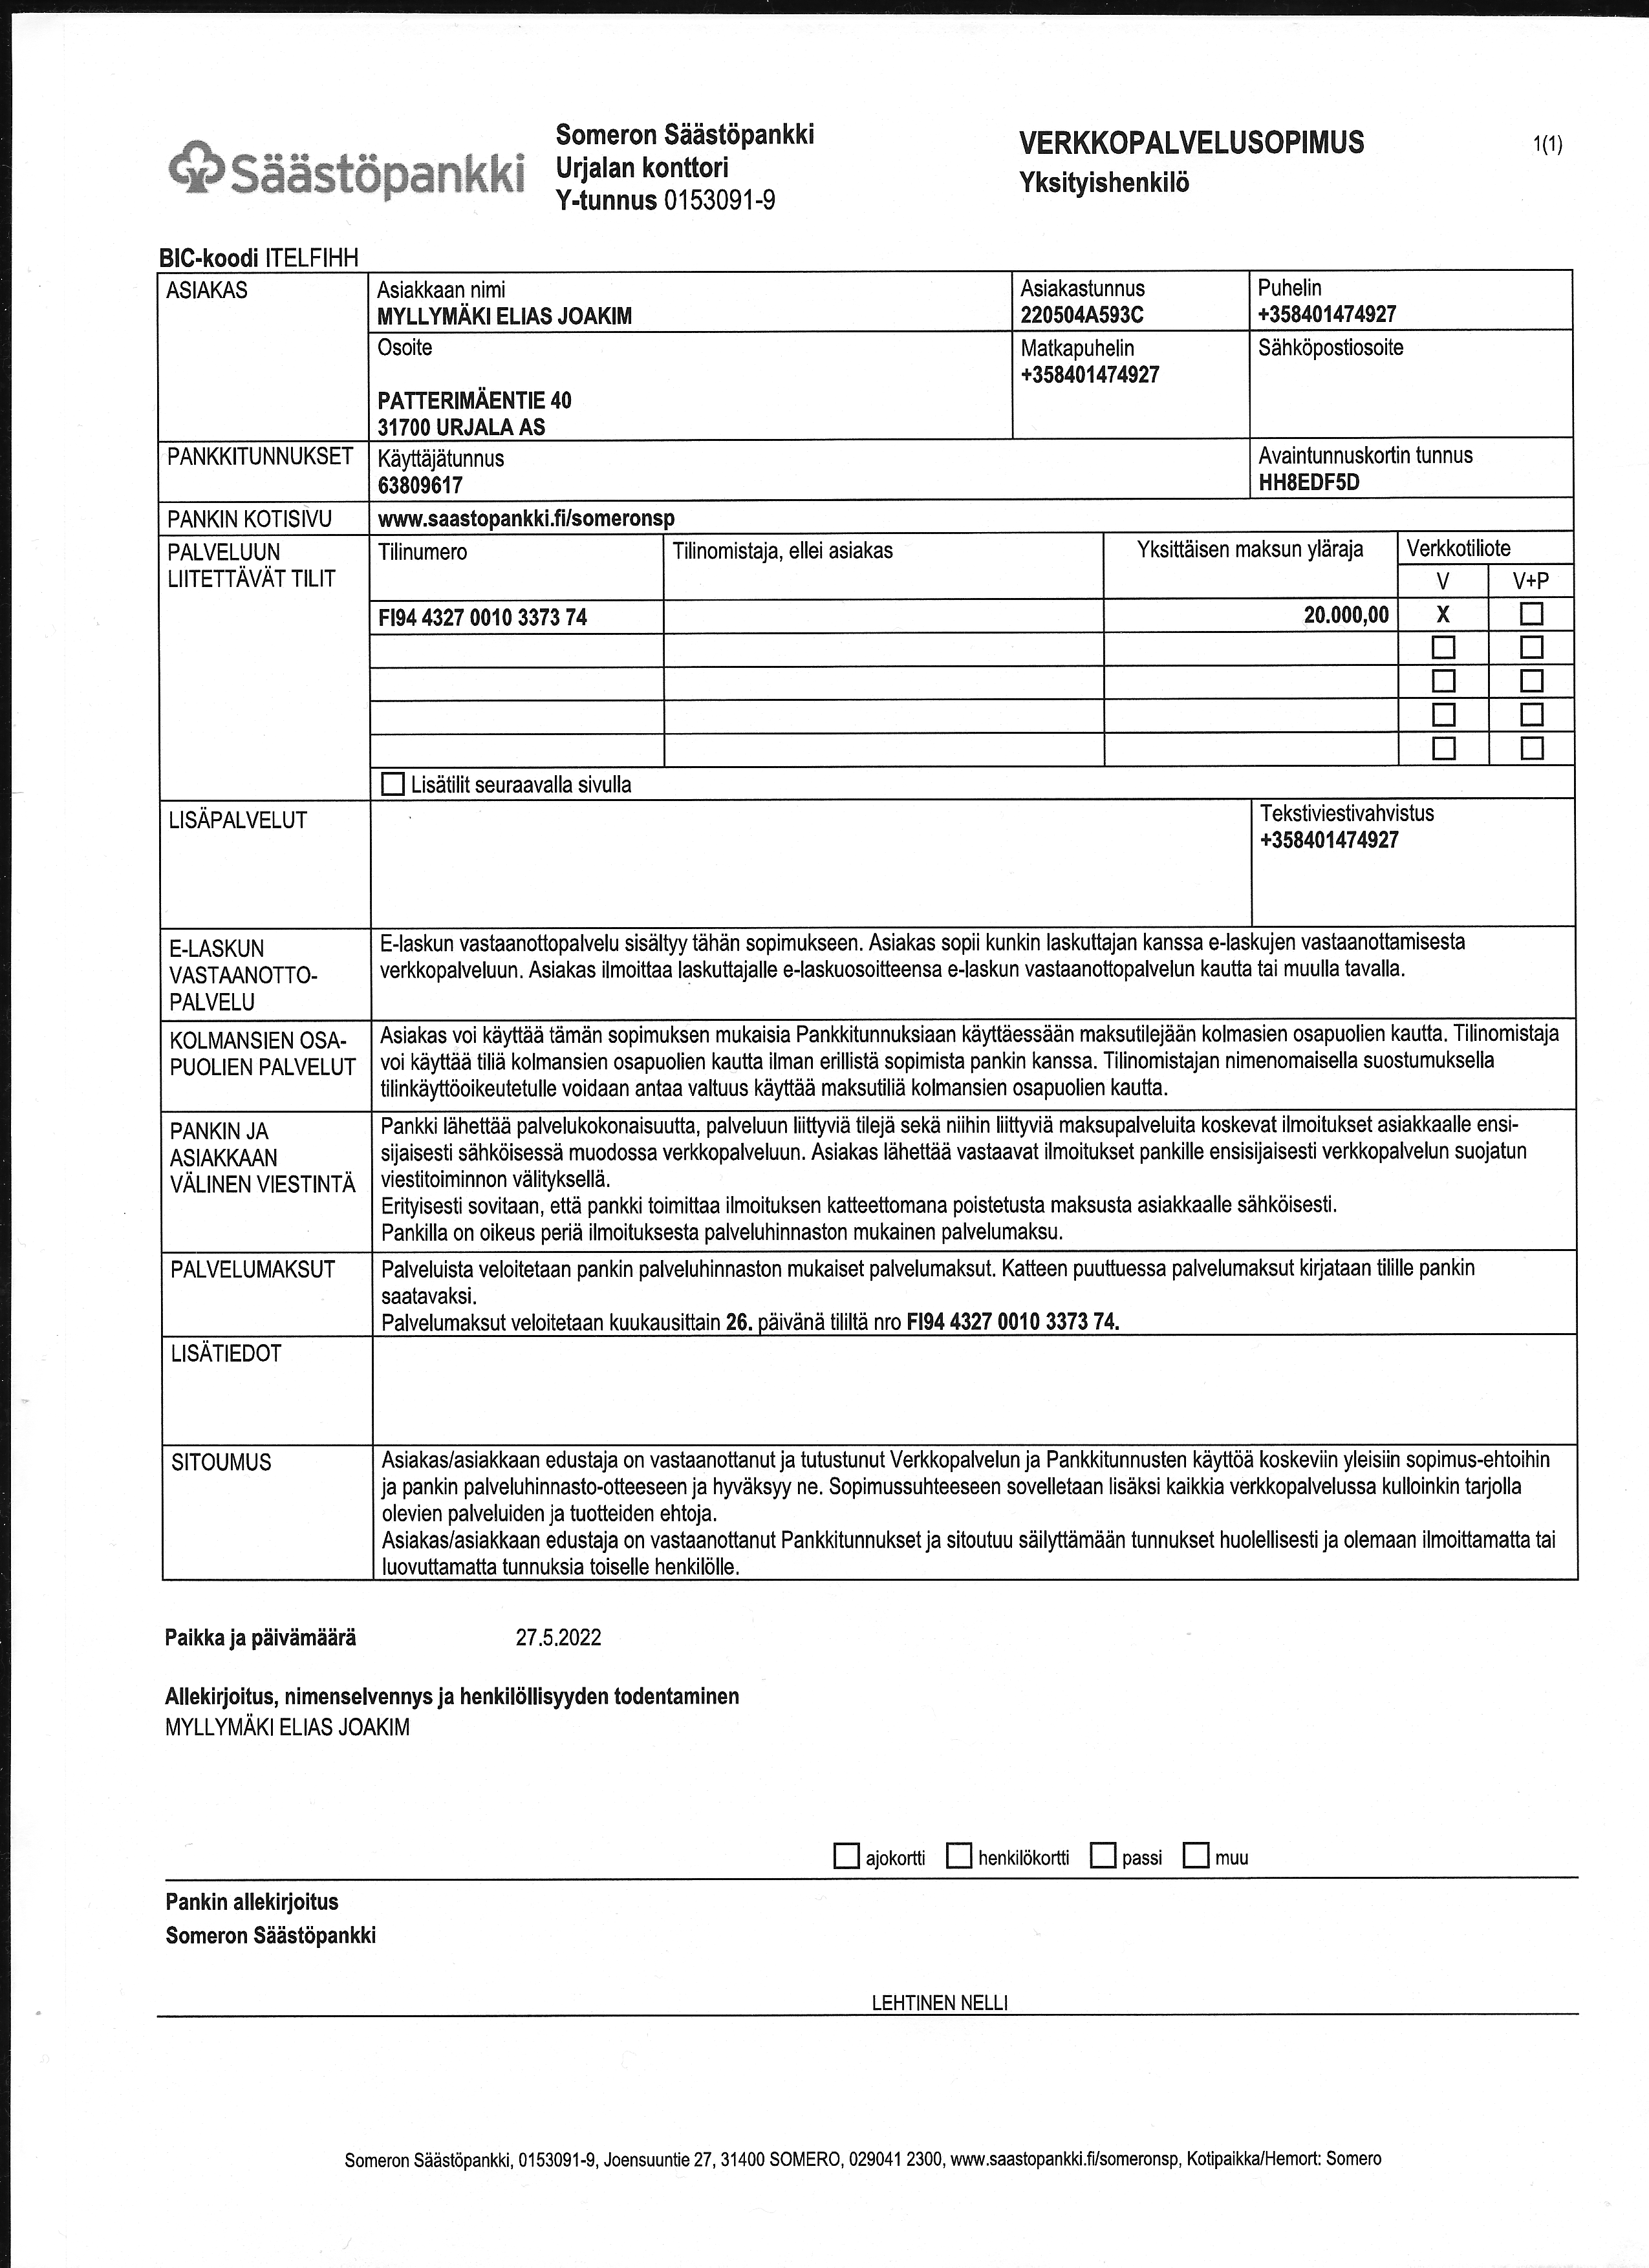 Säästöpankki
Someron Säästöpankki
Urjalan konttori
Y-tunnus 0153091-9
VERKKOPALVELUSOPIMUS
Yksityishenkilö
1(1)
BIC-koodi ITELFIHH
ASIAKAS
Asiakkaan nimi
MYLLYMÄKI ELIAS JOAKIM
Asiakastunnus
220504A593C
Puhelin
+358401474927
Osoite
PATTERIMÄENTIE 40
31700 URJALA AS
Matkapuhelin
+358401474927
Sähköpostiosoite
PANKKITUNNUKSET
Käyttäjätunnus
63809617
Avaintunnuskortin tunnus
HH8EDF5D
PANKIN KOTISIVU
www.saastopankki.fi/someronsp
PALVELUUN
LIITETTÄVÄT TILIT
Tilinumero
Tilinomistaja, ellei asiakas
Yksittäisen maksun yläraja
Verkkotiliote
V
V+P
FI94 4327 0010 3373 74
20.000,00
X
Lisätilit seuraavalla sivulla
LISÄPALVELUT
Tekstiviestivahvistus
+358401474927
E-LASKUN
VASTAANOTTO-
PALVELU
E-laskun vastaanottopalvelu sisältyy tähän sopimukseen. Asiakas sopii kunkin laskuttajan kanssa e-laskujen vastaanottamisesta
verkkopalveluun. Asiakas ilmoittaa laskuttajalle e-laskuosoitteensa e-laskun vastaanottopalvelun kautta tai muulla tavalla.
KOLMANSIEN OSA-
PUOLIEN PALVELUT
Asiakas voi käyttää tämän sopimuksen mukaisia Pankkitunnuksiaan käyttäessään maksutilejään kolmasien osapuolien kautta. Tilinomistaja
voi käyttää tiliä kolmansien osapuolien kautta ilman erillistä sopimista pankin kanssa. Tilinomistajan nimenomaisella suostumuksella
tilinkäyttöoikeutetulle voidaan antaa valtuus käyttää maksutiliä kolmansien osapuolien kautta.
PANKIN JA
ASIAKKAAN
VÄLINEN VIESTINTÄ
Pankki lähettää palvelukokonaisuutta, palveluun liittyviä tilejä sekä niihin liittyviä maksupalveluita koskevat ilmoitukset asiakkaalle ensi-
sijaisesti sähköisessä muodossa verkkopalveluun. Asiakas lähettää vastaavat ilmoitukset pankille ensisijaisesti verkkopalvelun suojatun
viestitoiminnon välityksellä.
Erityisesti sovitaan, että pankki toimittaa ilmoituksen katteettomana poistetusta maksusta asiakkaalle sähköisesti.
Pankilla on oikeus periä ilmoituksesta palveluhinnaston mukainen palvelumaksu.
PALVELUMAKSUT
Palveluista veloitetaan pankin palveluhinnaston mukaiset palvelumaksut. Katteen puuttuessa palvelumaksut kirjataan tilille pankin
saatavaksi.
Palvelumaksut veloitetaan kuukausittain 26. päivänä tililtä nro FI94 4327 0010 3373 74.
LISÄTIEDOT
SITOUMUS
Asiakas/asiakkaan edustaja on vastaanottanut ja tutustunut Verkkopalvelun ja Pankkitunnusten käyttöä koskeviin yleisiin sopimus-ehtoihin
ja pankin palveluhinnasto-otteeseen ja hyväksyy ne. Sopimussuhteeseen sovelletaan lisäksi kaikkia verkkopalvelussa kulloinkin tarjolla
olevien palveluiden ja tuotteiden ehtoja.
Asiakas/asiakkaan edustaja on vastaanottanut Pankkitunnukset ja sitoutuu säilyttämään tunnukset huolellisesti ja olemaan ilmoittamatta tai
luovuttamatta tunnuksia toiselle henkilölle.
Paikka ja päivämäärä 27.5.2022
Allekirjoitus, nimenselvennys ja henkilöllisyyden todentaminen
MYLLYMÄKI ELIAS JOAKIM
ajokortti henkilökortti passi muu
Pankin allekirjoitus
Someron Säästöpankki
LEHTINEN NELLI
Someron Säästöpankki, 0153091-9, Joensuuntie 27, 31400 SOMERO, 029041 2300, www.saastopankki.fi/someronsp, Kotipaikka/Hemort: Somero